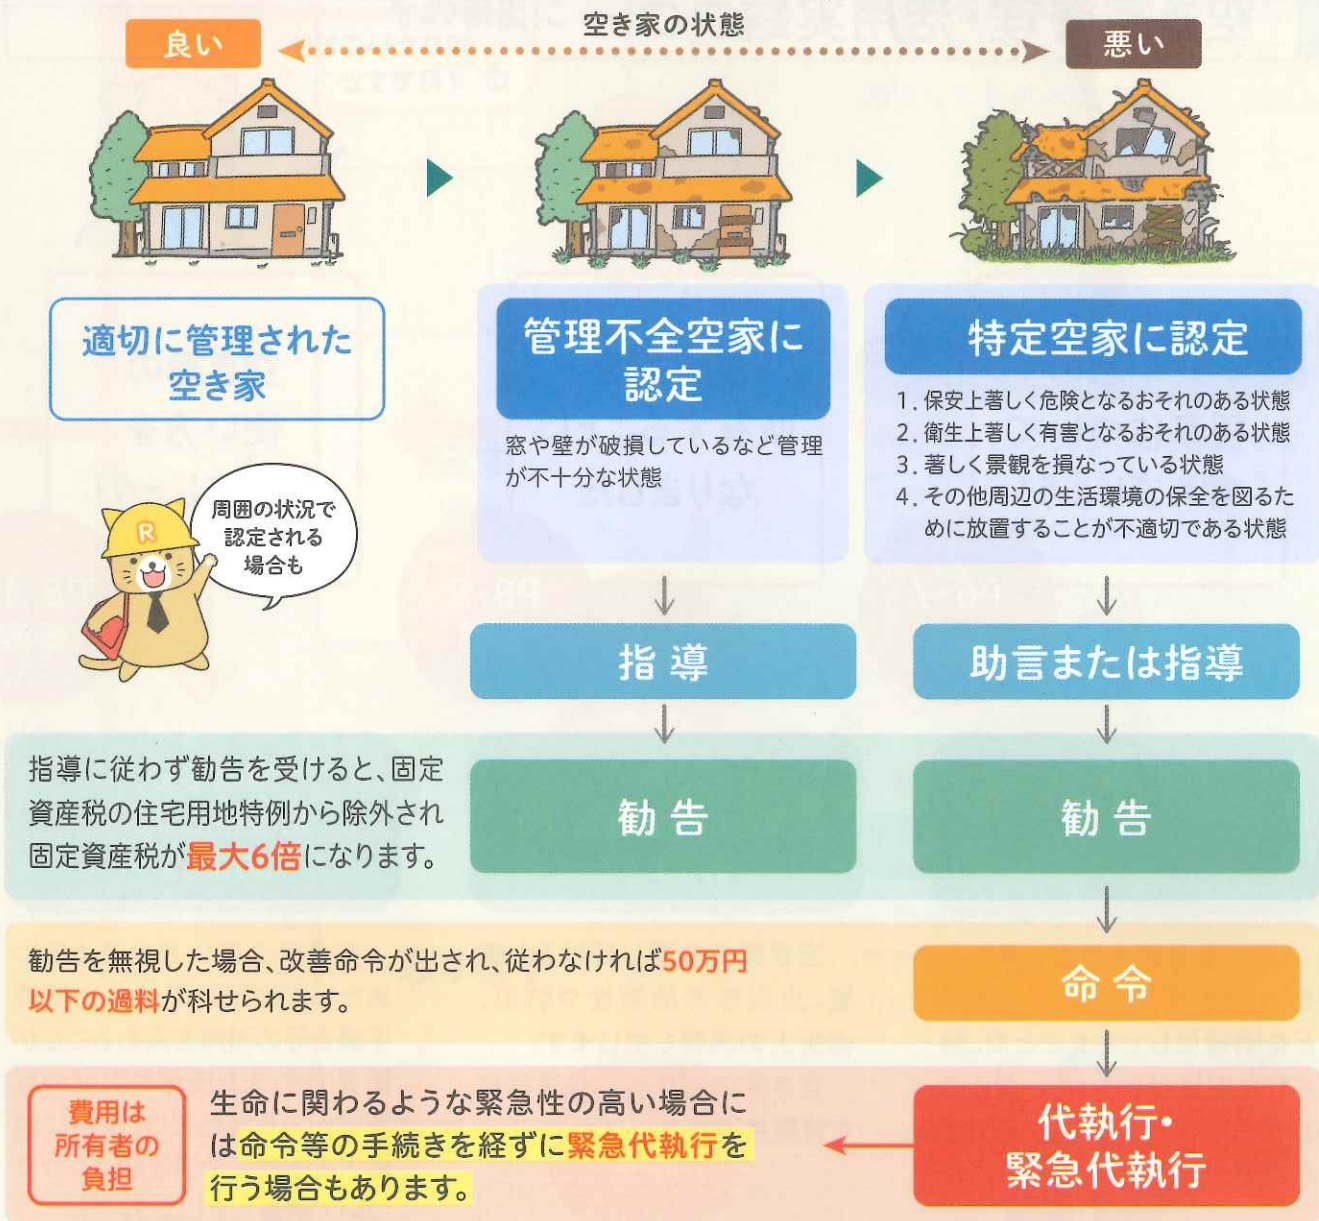 空き家の状態
良い
悪い
適切に管理された
空き家
管理不全空家に
認定
窓や壁が破損しているなど管理
が不十分な状態
特定空家に認定
1. 保安上著しく危険となるおそれのある状態
2. 衛生上著しく有害となるおそれのある状態
3. 著しく景観を損なっている状態
4. その他周辺の生活環境の保全を図るた
めに放置することが不適切である状態
R
周囲の状況で
認定される
場合も
指導
助言または指導
指導に従わず勧告を受けると、固定
資産税の住宅用地特例から除外され
固定資産税が最大6倍になります。
勧告
勧告
勧告を無視した場合、改善命令が出され、従わなければ50万円
以下の過料が科せられます。
命令
費用は
所有者の
負担
生命に関わるような緊急性の高い場合に
は命令等の手続きを経ずに緊急代執行を
行う場合もあります。
代執行・
緊急代執行